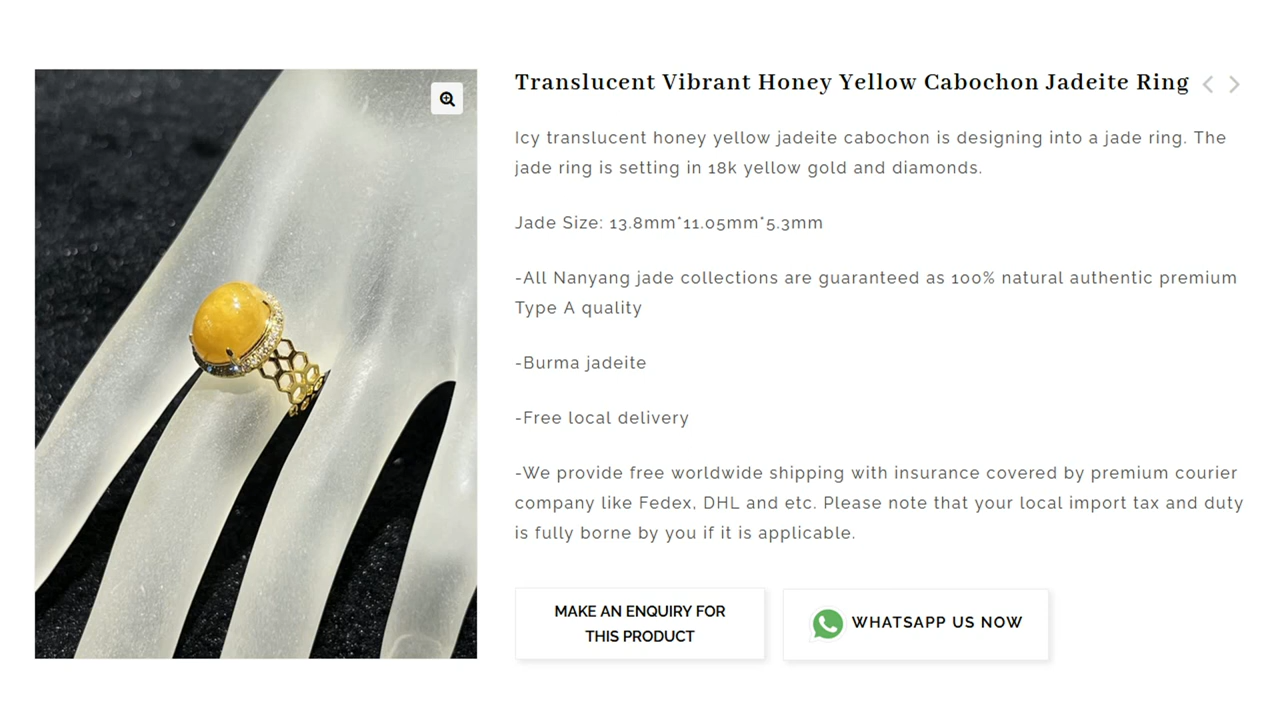 Translucent Vibrant Honey Yellow Cabochon Jadeite Ring
Icy translucent honey yellow jadeite cabochon is designing into a jade ring. The
jade ring is setting in 18k yellow gold and diamonds.
Jade Size: 13.8mm*11.05mm*5.3mm
-All Nanyang jade collections are guaranteed as 100% natural authentic premium
Type A quality
-Burma jadeite
-Free local delivery
-We provide free worldwide shipping with insurance covered by premium courier
company like Fedex, DHL and etc. Please note that your local import tax and duty
is fully borne by you if it is applicable.
MAKE AN ENQUIRY FOR
THIS PRODUCT
WHATSAPP US NOW